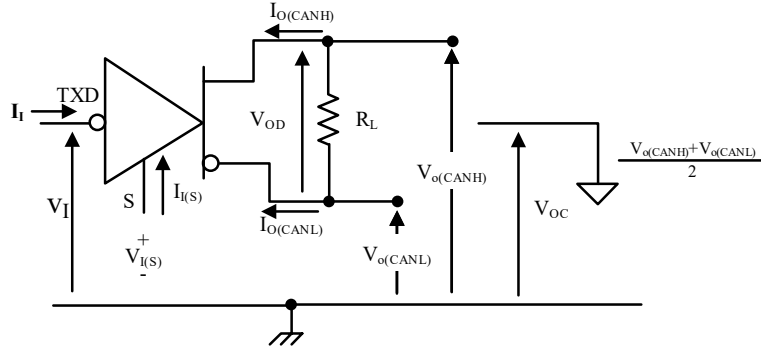 I_O(CANH)
TXD
I_I
V_OD
R_L
V_I
S
I_I(S)
+
V_I(S)
-
I_O(CANL)
V_o(CANL)
V_o(CANH)
V_OC
V_o(CANH)+V_o(CANL)
2